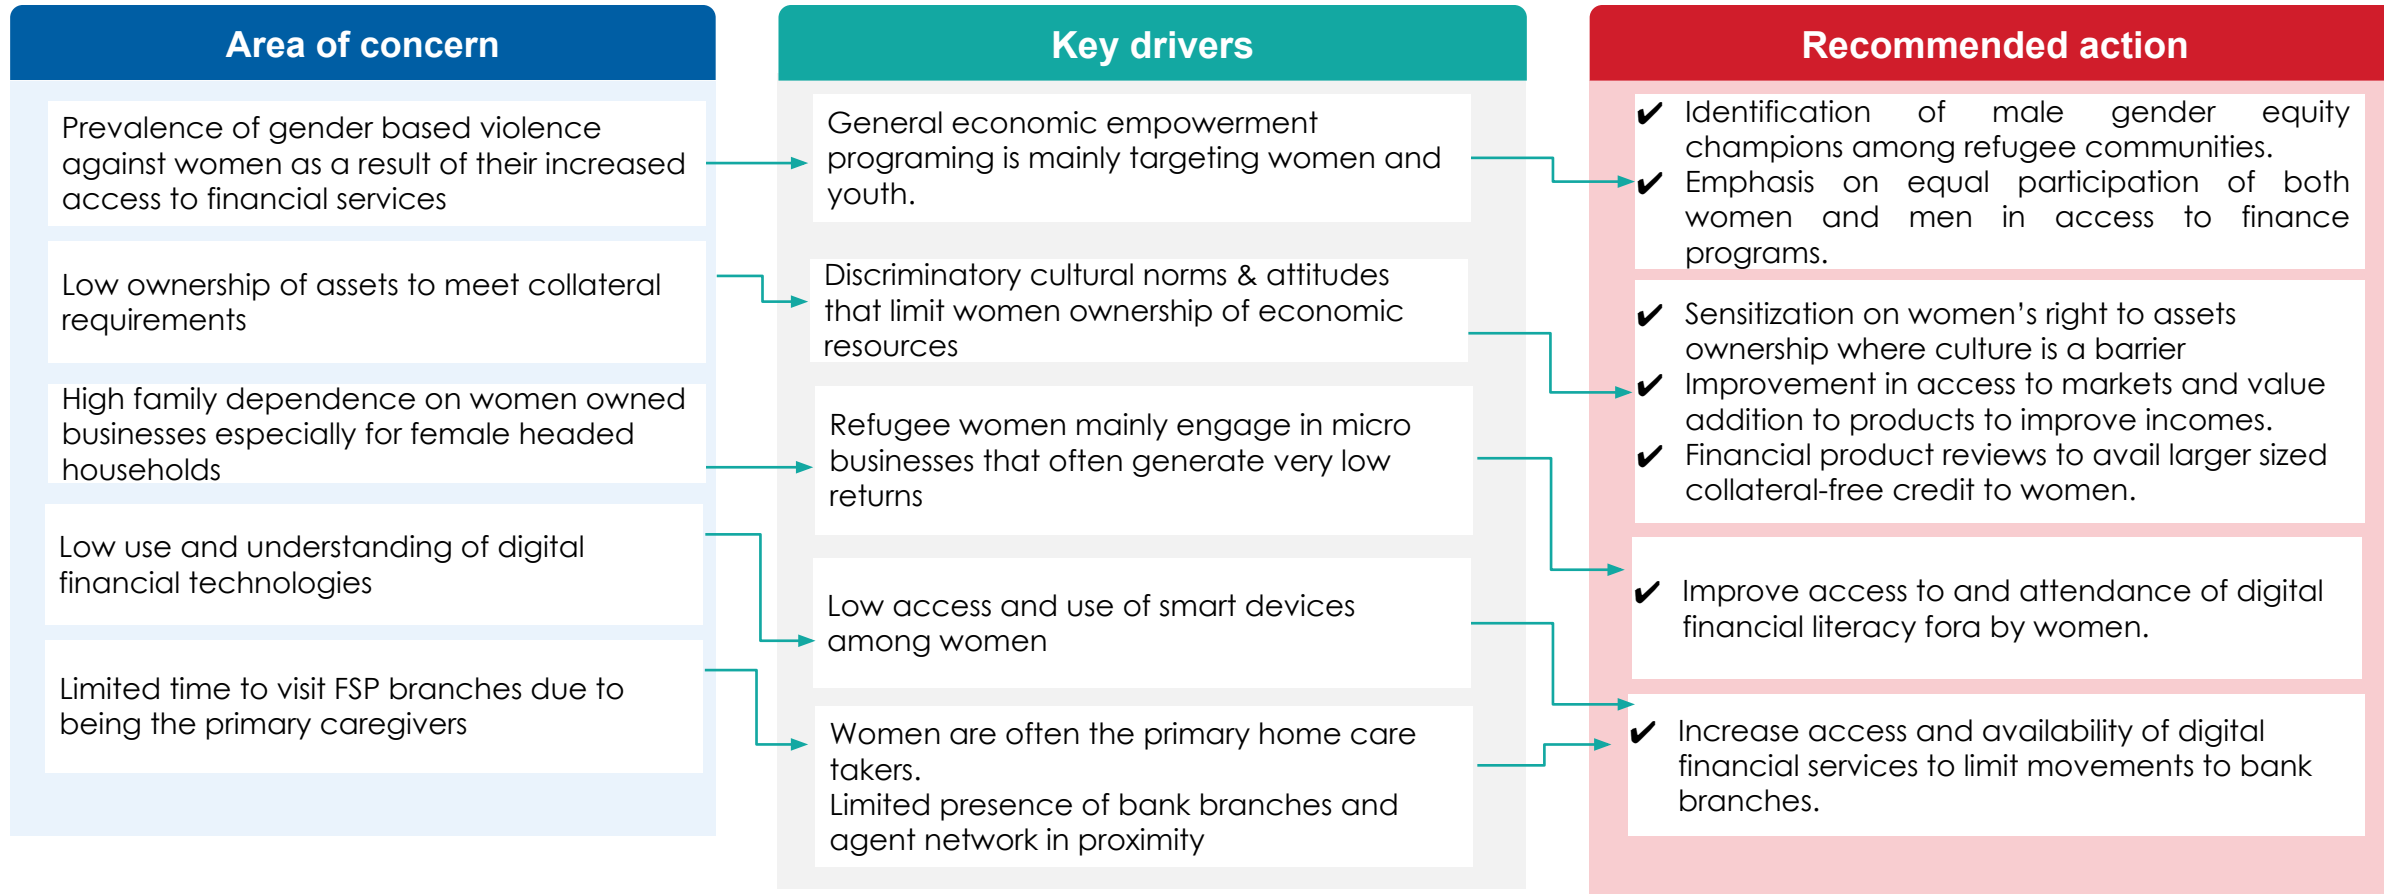 Area of concern
Prevalence of gender based violence
against women as a result of their increased
access to financial services
Low ownership of assets to meet collateral
requirements
High family dependence on women owned
businesses especially for female headed
households
Low use and understanding of digital
financial technologies
Limited time to visit FSP branches due to
being the primary caregivers
Key drivers
General economic empowerment
programing is mainly targeting women and
youth.
Discriminatory cultural norms & attitudes
that limit women ownership of economic
resources
Refugee women mainly engage in micro
businesses that often generate very low
returns
Low access and use of smart devices
among women
Women are often the primary home care
takers.
Limited presence of bank branches and
agent network in proximity
Recommended action
✔ Identification of male gender equity
champions among refugee communities.
✔ Emphasis on equal participation of both
women and men in access to finance
programs.
✔ Sensitization on women’s right to assets
ownership where culture is a barrier
✔ Improvement in access to markets and value
addition to products to improve incomes.
✔ Financial product reviews to avail larger sized
collateral-free credit to women.
✔ Improve access to and attendance of digital
financial literacy fora by women.
✔ Increase access and availability of digital
financial services to limit movements to bank
branches.